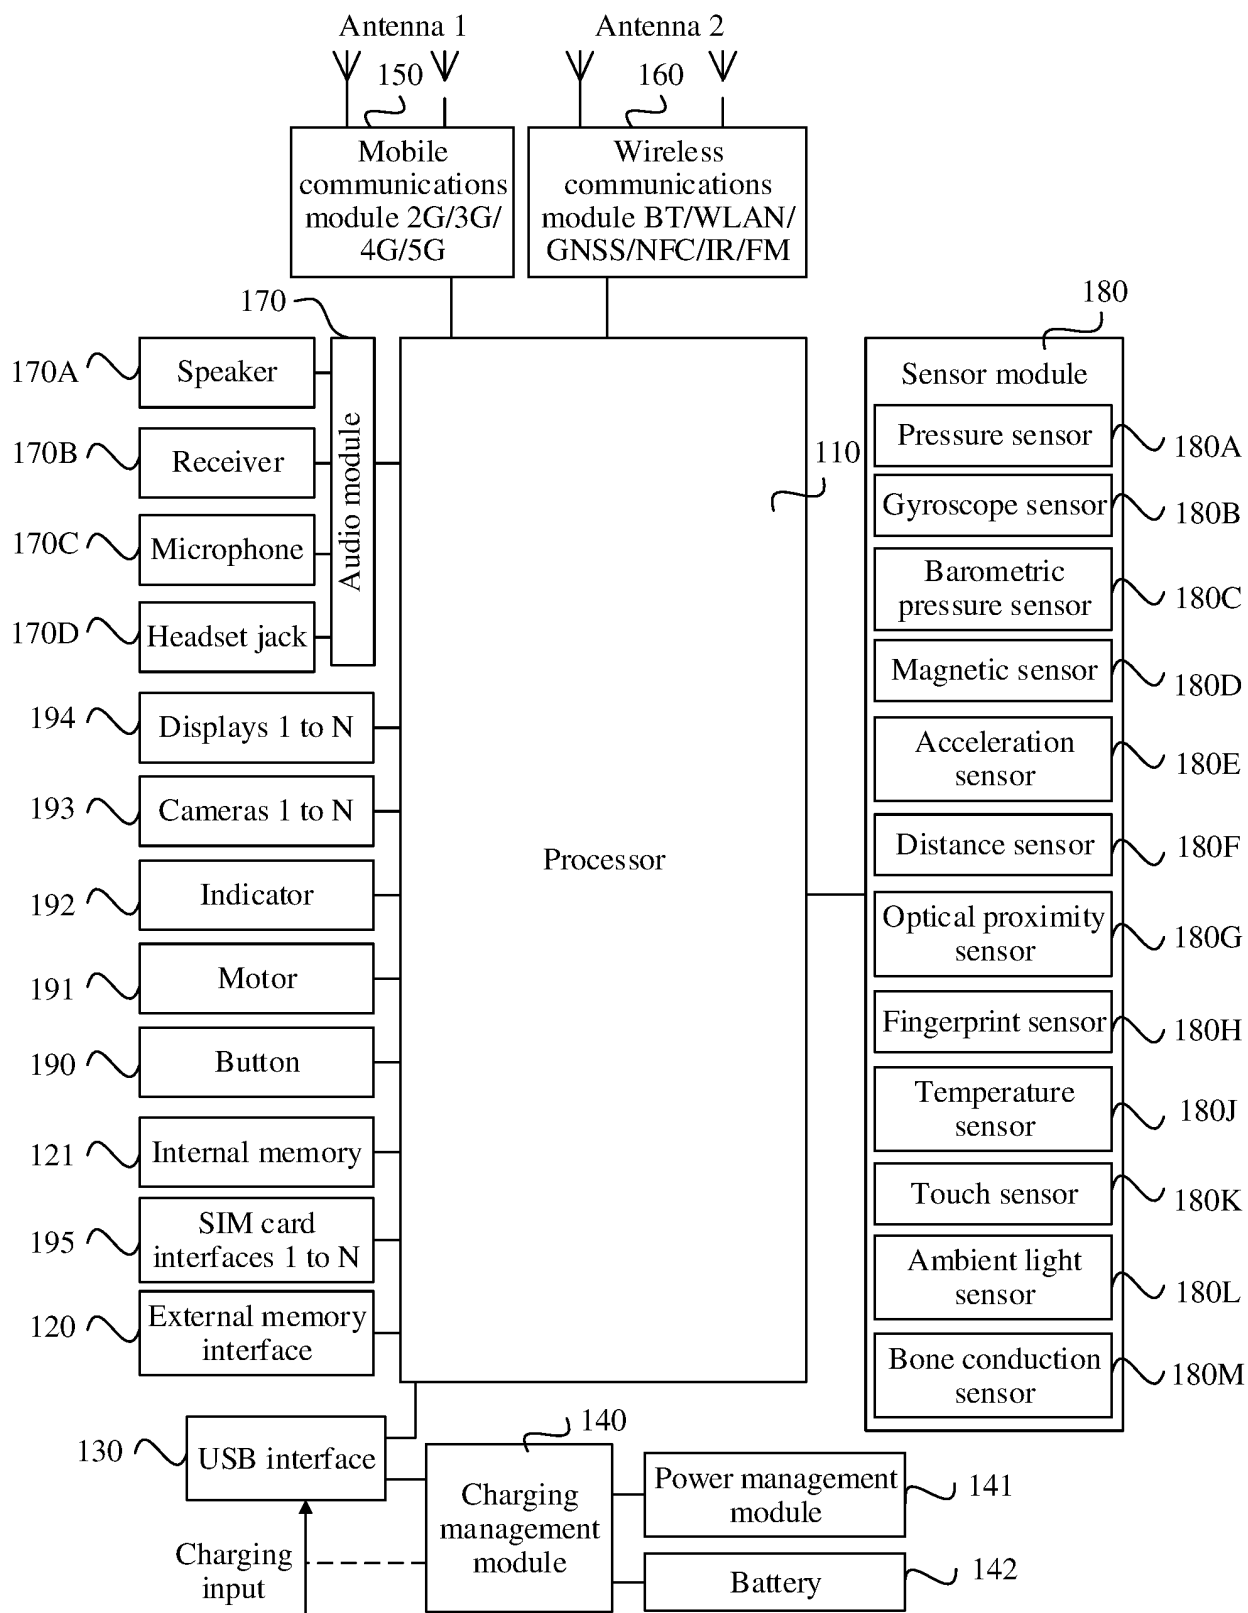 Antenna 1
Antenna 2
150
160
Mobile
communications
module 2G/3G/
4G/5G
Wireless
communications
module BT/WLAN/
GNSS/NFC/IR/FM
170
180
170A
Speaker
170B
Receiver
170C
Microphone
170D
Headset jack
Audio module
110
Processor
194
Displays 1 to N
193
Cameras 1 to N
192
Indicator
191
Motor
190
Button
121
Internal memory
195
SIM card
interfaces 1 to N
120
External memory
interface
Sensor module
Pressure sensor
180A
Gyroscope sensor
180B
Barometric
pressure sensor
180C
Magnetic sensor
180D
Acceleration
sensor
180E
Distance sensor
180F
Optical proximity
sensor
180G
Fingerprint sensor
180H
Temperature
sensor
180J
Touch sensor
180K
Ambient light
sensor
180L
Bone conduction
sensor
180M
130
USB interface
140
Charging
management
module
Power management
module
141
Battery
142
Charging
input